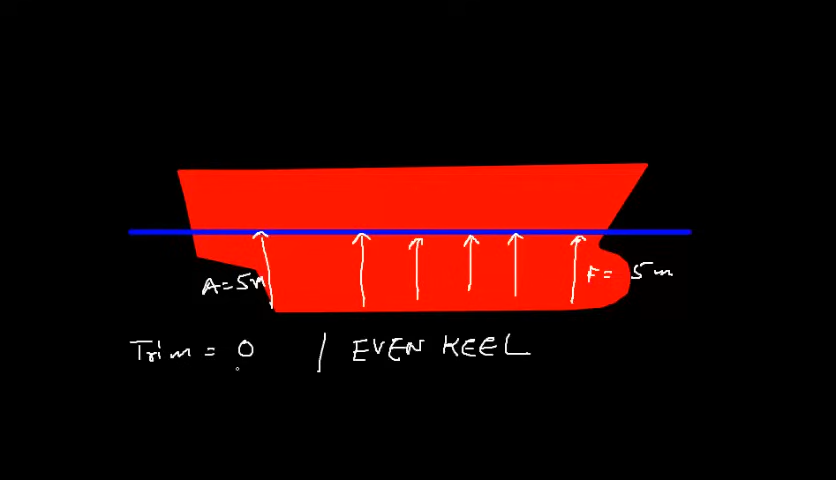 A=5m F= 5m
Trim = 0 / EVEN KEEL